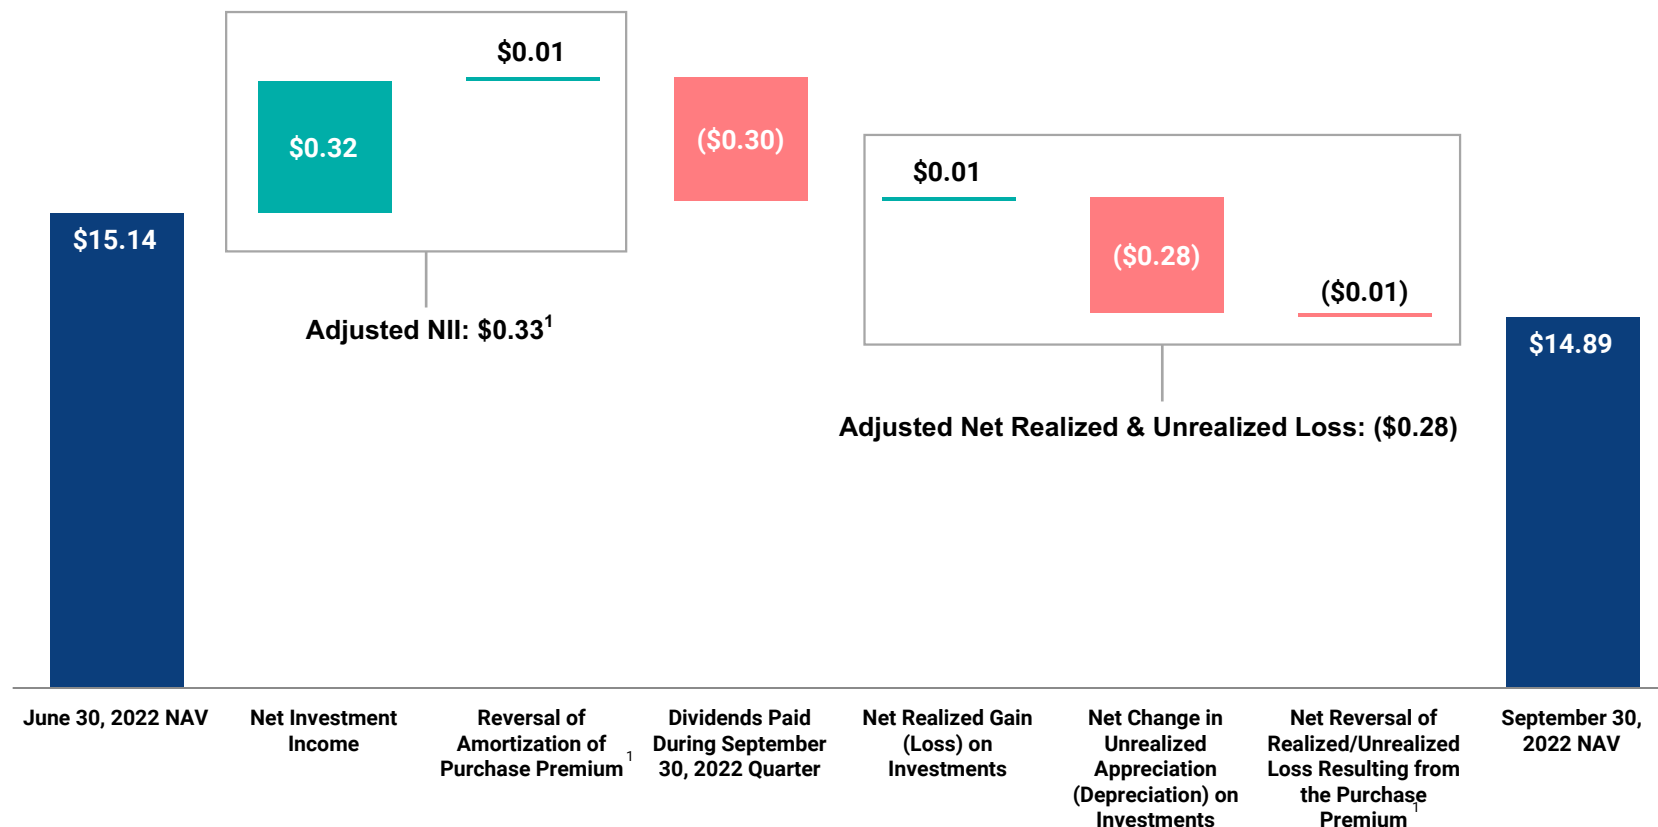 $0.01
$0.32
($0.30)
$0.01
$15.14
($0.28)
($0.01)
Adjusted NII: $0.33¹
$14.89
Adjusted Net Realized & Unrealized Loss: ($0.28)
June 30, 2022 NAV
Net Investment
Income
Reversal of
Amortization of
Purchase Premium¹
Dividends Paid
During September
30, 2022 Quarter
Net Realized Gain
(Loss) on
Investments
Net Change in
Unrealized
Appreciation
(Depreciation) on
Investments
Net Reversal of
Realized/Unrealized
Loss Resulting from
the Purchase
Premium¹
September 30,
2022 NAV